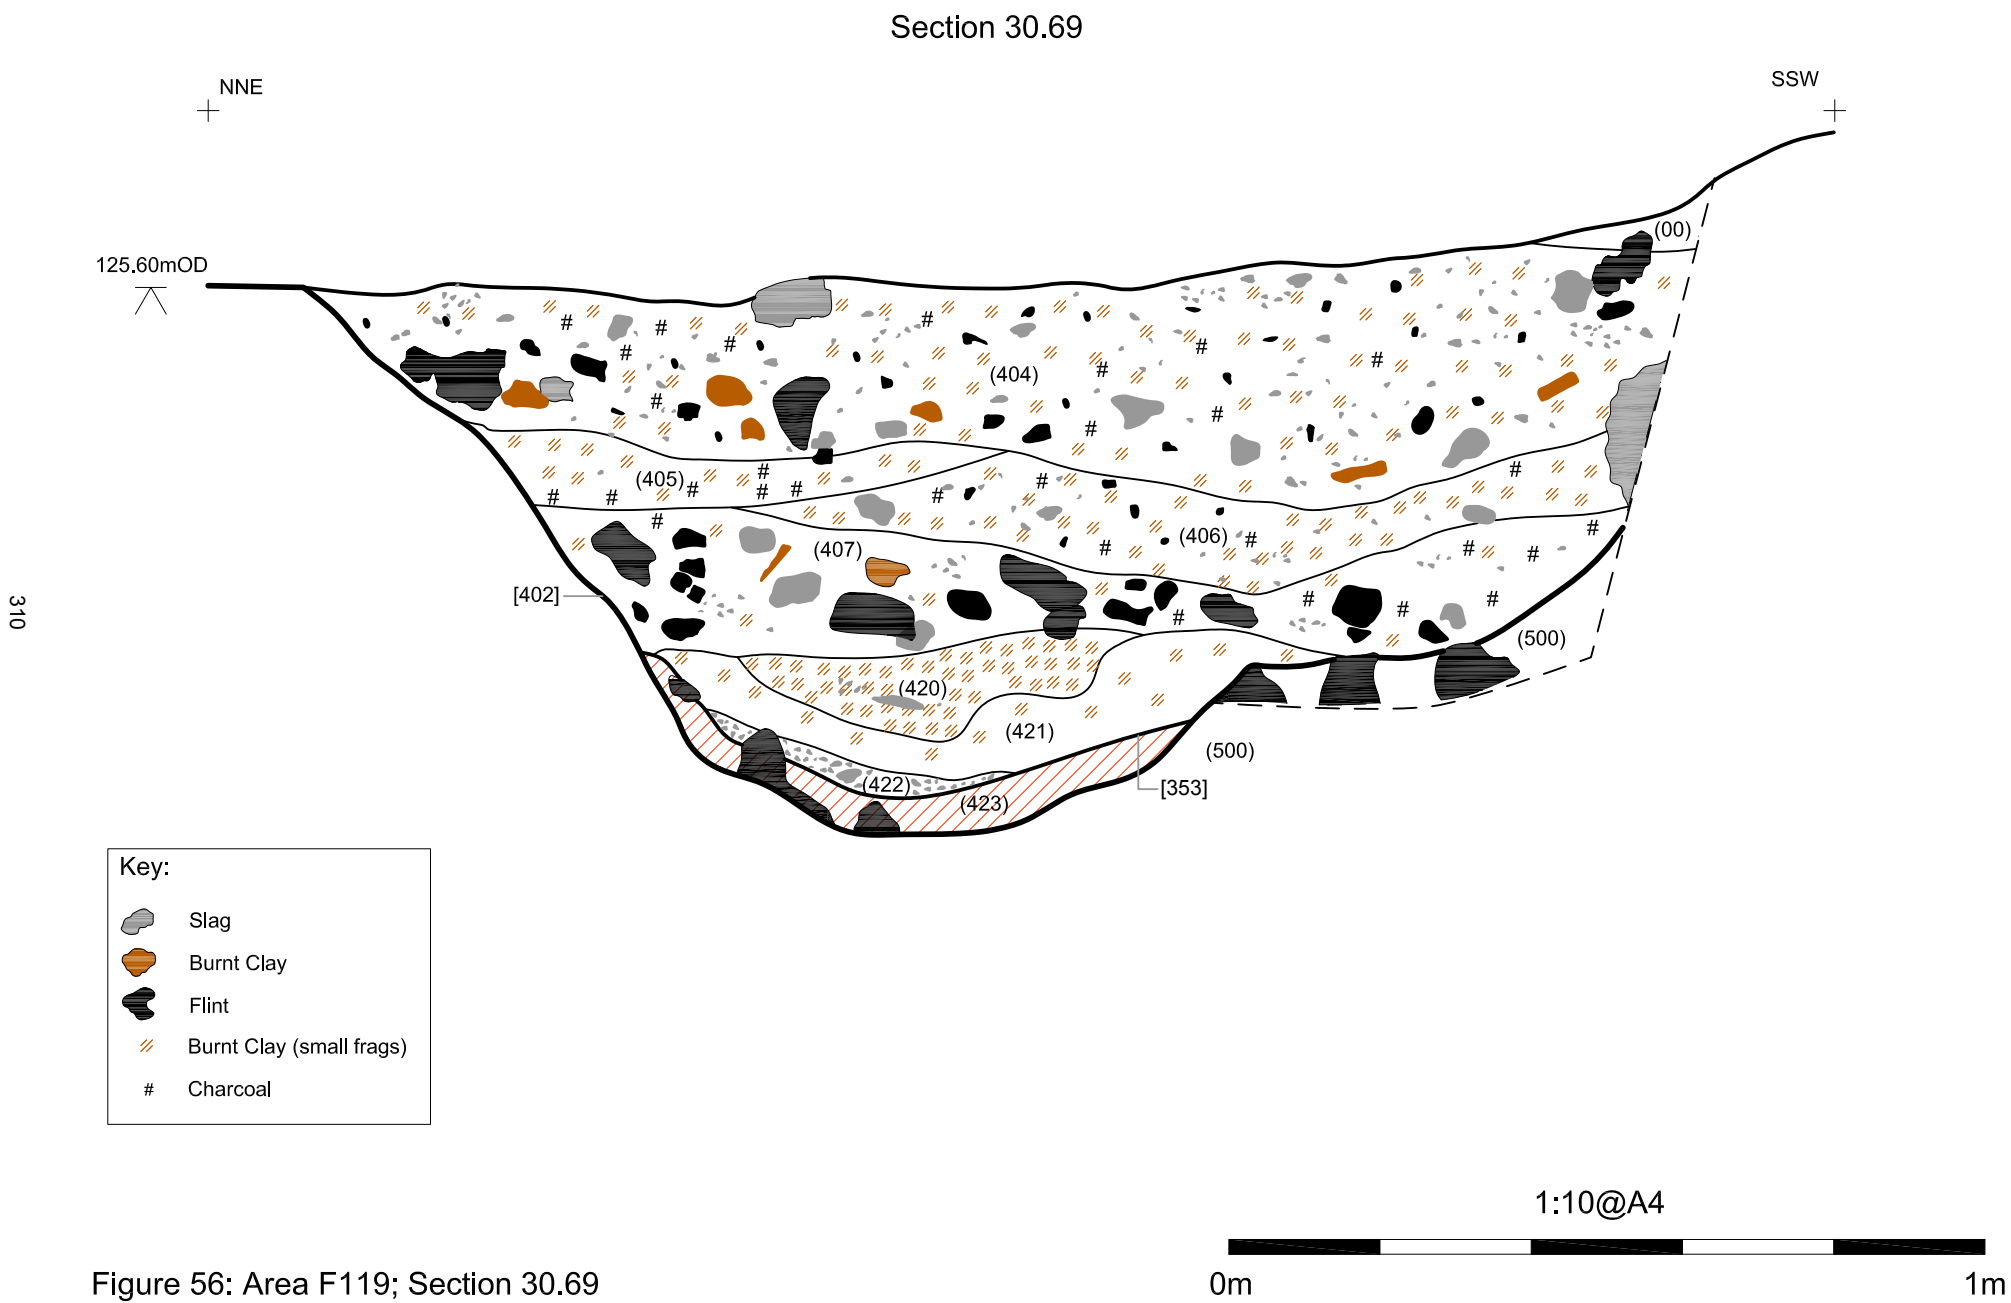 Section 30.69
NNE
SSW
125.60mOD
(00)
(404)
(405)
(406)
(407)
[402]
(500)
(420)
(421)
(500)
(422)
(423)
[353]
310
Key:
Slag
Burnt Clay
Flint
Burnt Clay (small frags)
# Charcoal
1:10@A4
0m 1m
Figure 56: Area F119; Section 30.69